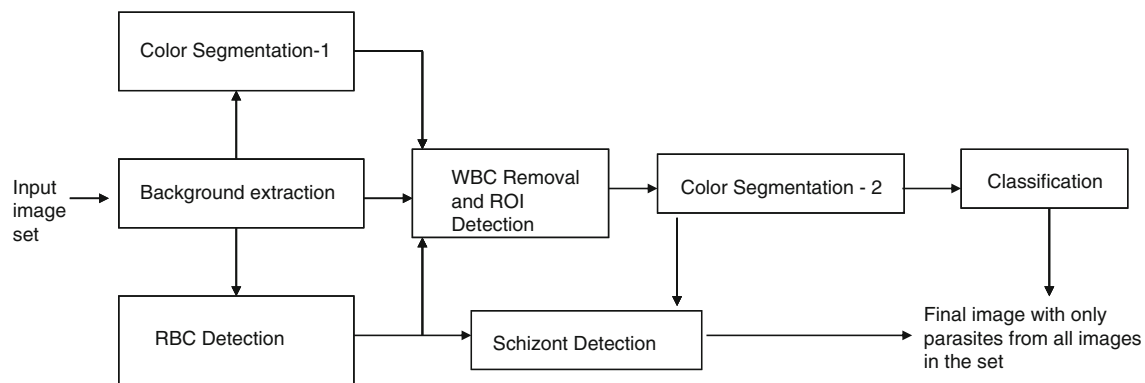 Color Segmentation-1
Input
image
set
Background extraction
WBC Removal
and ROI
Detection
Color Segmentation - 2
Classification
RBC Detection
Schizont Detection
Final image with only
parasites from all images
in the set